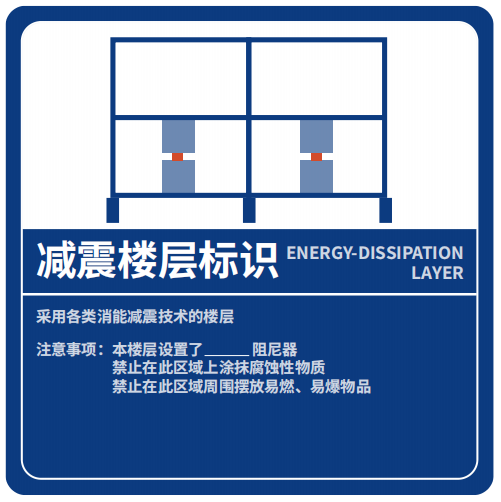 减震楼层标识
ENERGY-DISSIPATION
LAYER
采用各类消能减震技术的楼层
注意事项：本楼层设置了______阻尼器
禁止在此区域上涂抹腐蚀性物质
禁止在此区域周围摆放易燃、易爆物品